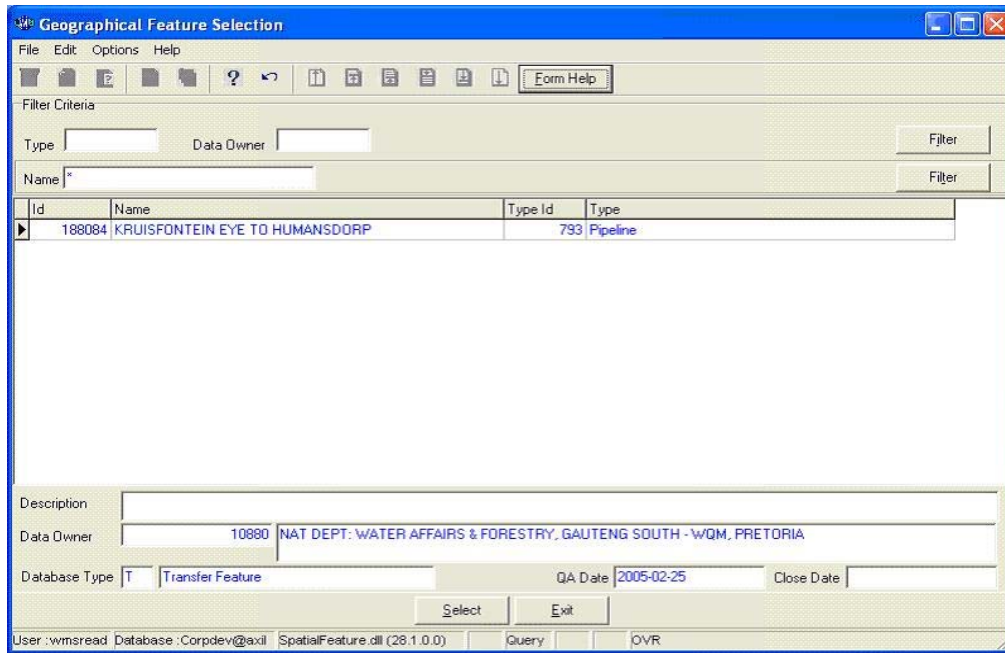 Geographical Feature Selection
File Edit Options Help
? Form Help
Filter Criteria
Type Data Owner Filter
Name * Filter
Id Name Type Id Type
188084 KRUISFONTEIN EYE TO HUMANSDORP 793 Pipeline
Description
Data Owner 10880 NAT DEPT: WATER AFFAIRS & FORESTRY, GAUTENG SOUTH - WQM, PRETORIA
Database Type T Transfer Feature QA Date 2005-02-25 Close Date
Select Exit
User :wmsread Database :Corpdev@axil SpatialFeature.dll (28.1.0.0) Query OVR